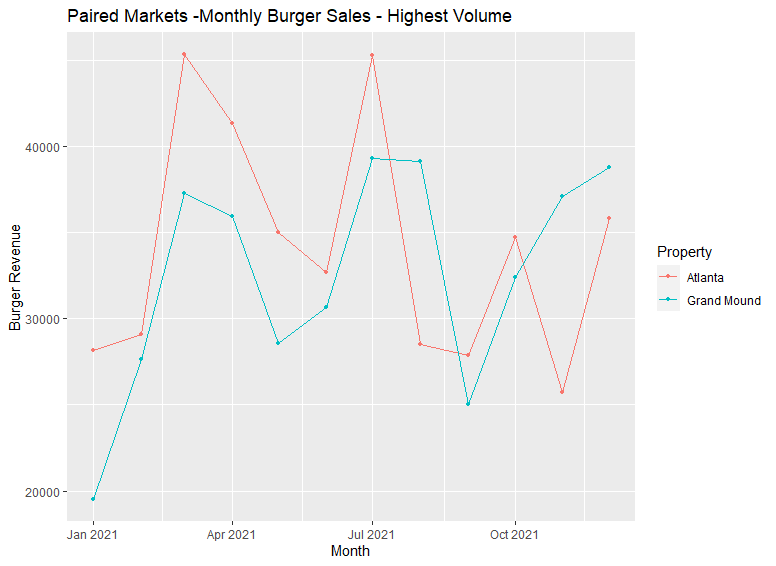 Paired Markets -Monthly Burger Sales - Highest Volume
Burger Revenue
40000
30000
20000
Jan 2021 Apr 2021 Jul 2021 Oct 2021
Month
Property
Atlanta
Grand Mound